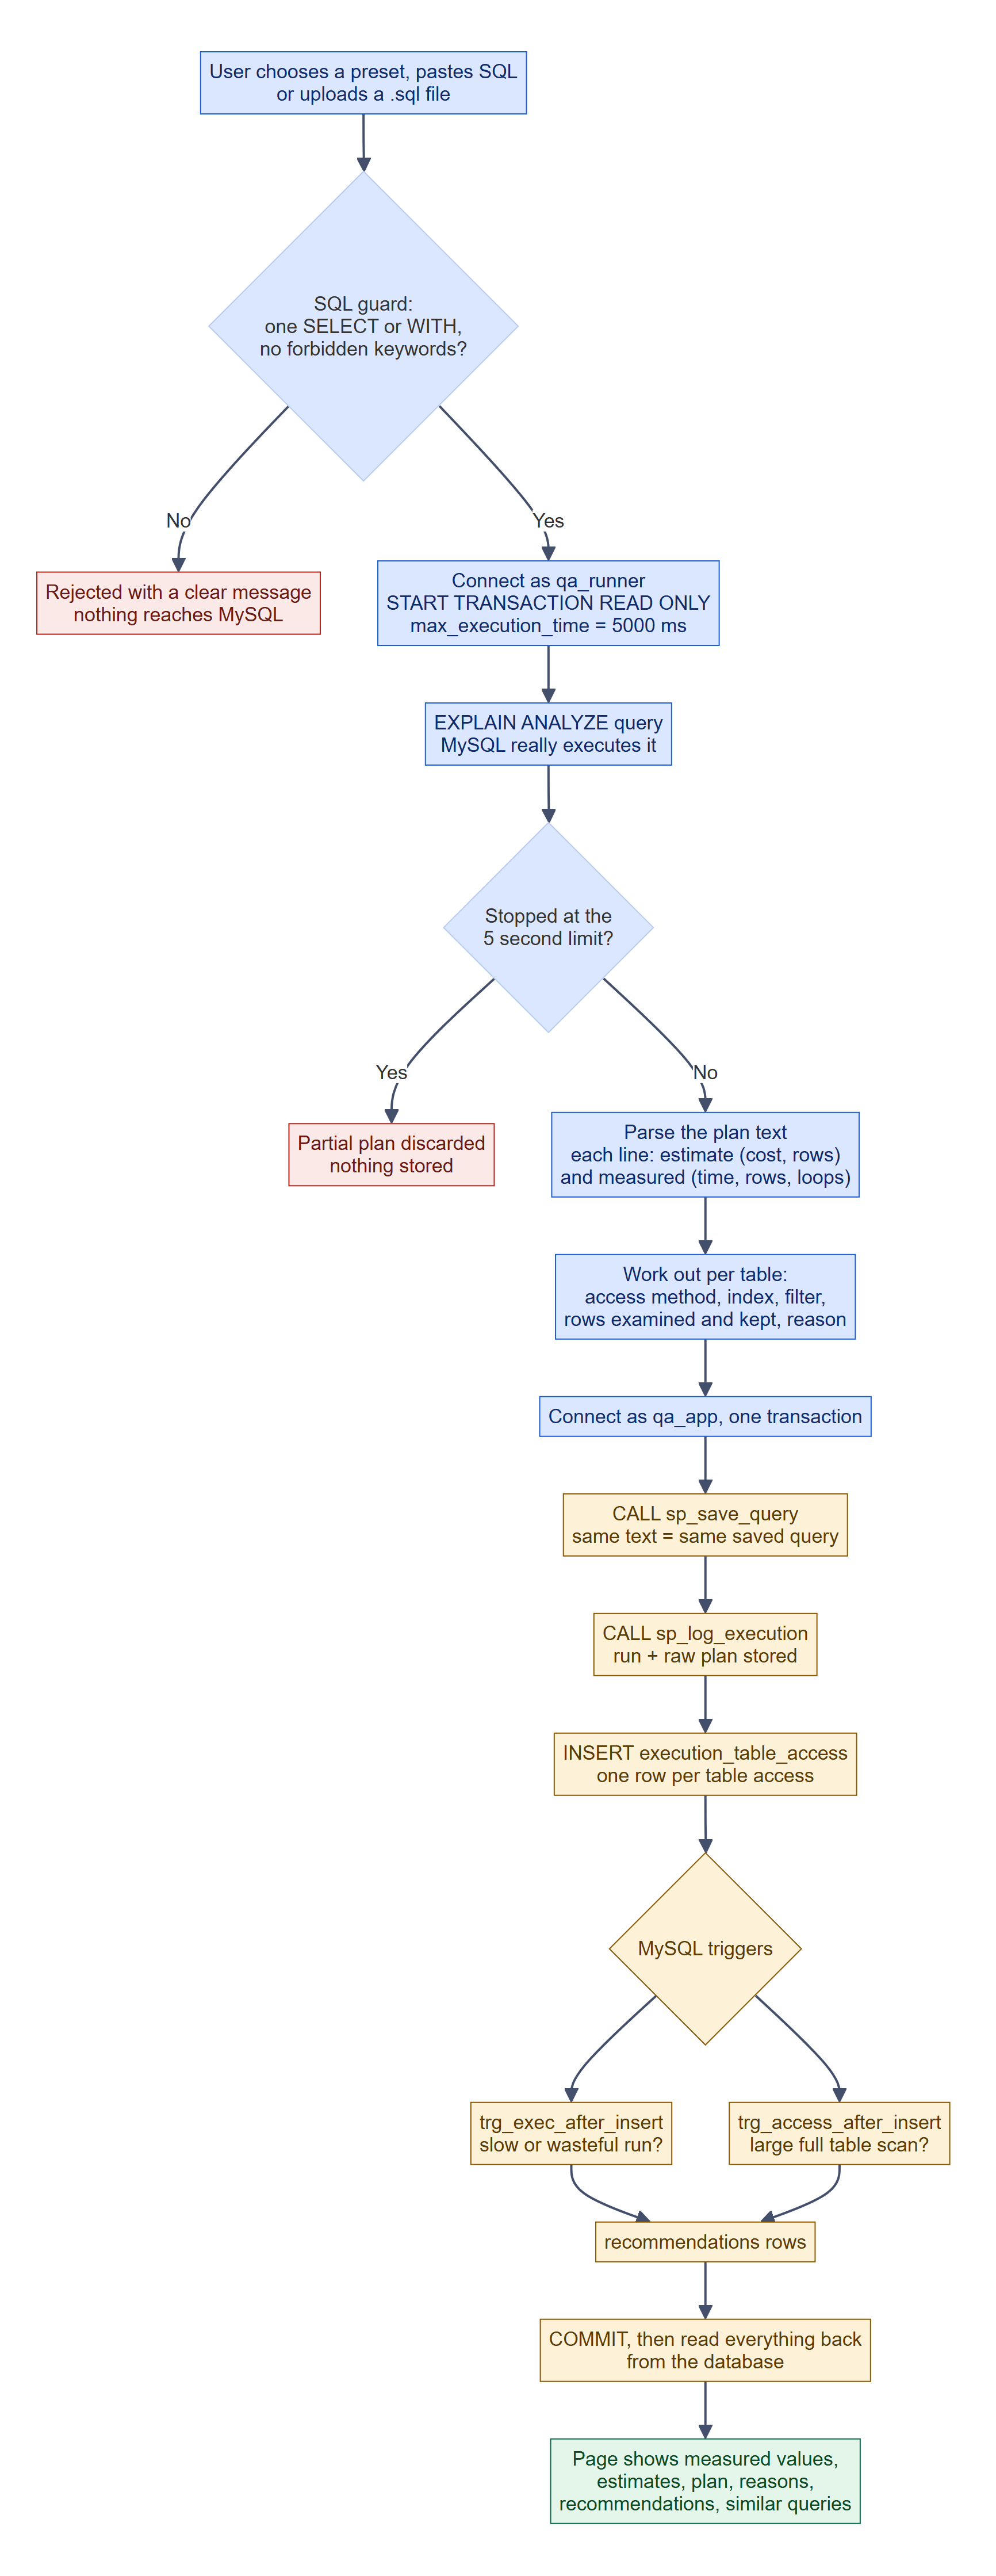 User chooses a preset, pastes SQL
or uploads a .sql file
SQL guard:
one SELECT or WITH,
no forbidden keywords?
No
Yes
Rejected with a clear message
nothing reaches MySQL
Connect as qa_runner
START TRANSACTION READ ONLY
max_execution_time = 5000 ms
EXPLAIN ANALYZE query
MySQL really executes it
Stopped at the
5 second limit?
Yes
No
Partial plan discarded
nothing stored
Parse the plan text
each line: estimate (cost, rows)
and measured (time, rows, loops)
Work out per table:
access method, index, filter,
rows examined and kept, reason
Connect as qa_app, one transaction
CALL sp_save_query
same text = same saved query
CALL sp_log_execution
run + raw plan stored
INSERT execution_table_access
one row per table access
MySQL triggers
trg_exec_after_insert
slow or wasteful run?
trg_access_after_insert
large full table scan?
recommendations rows
COMMIT, then read everything back
from the database
Page shows measured values,
estimates, plan, reasons,
recommendations, similar queries